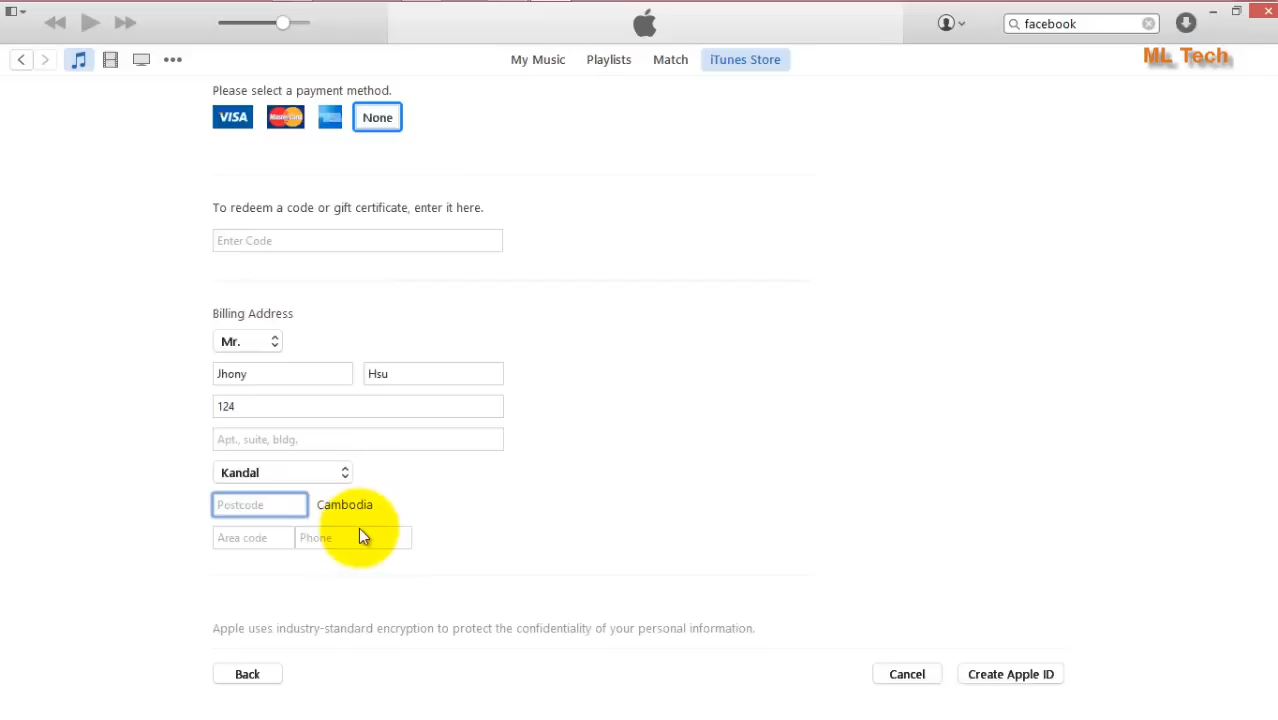 facebook
ML Tech
My Music Playlists Match iTunes Store
Please select a payment method.
VISA MasterCard None
To redeem a code or gift certificate, enter it here.
Enter Code
Billing Address
Mr.
Jhony Hsu
124
Apt., suite, bldg.
Kandal
Postcode Cambodia
Area code Phone
Apple uses industry-standard encryption to protect the confidentiality of your personal information.
Back Cancel Create Apple ID